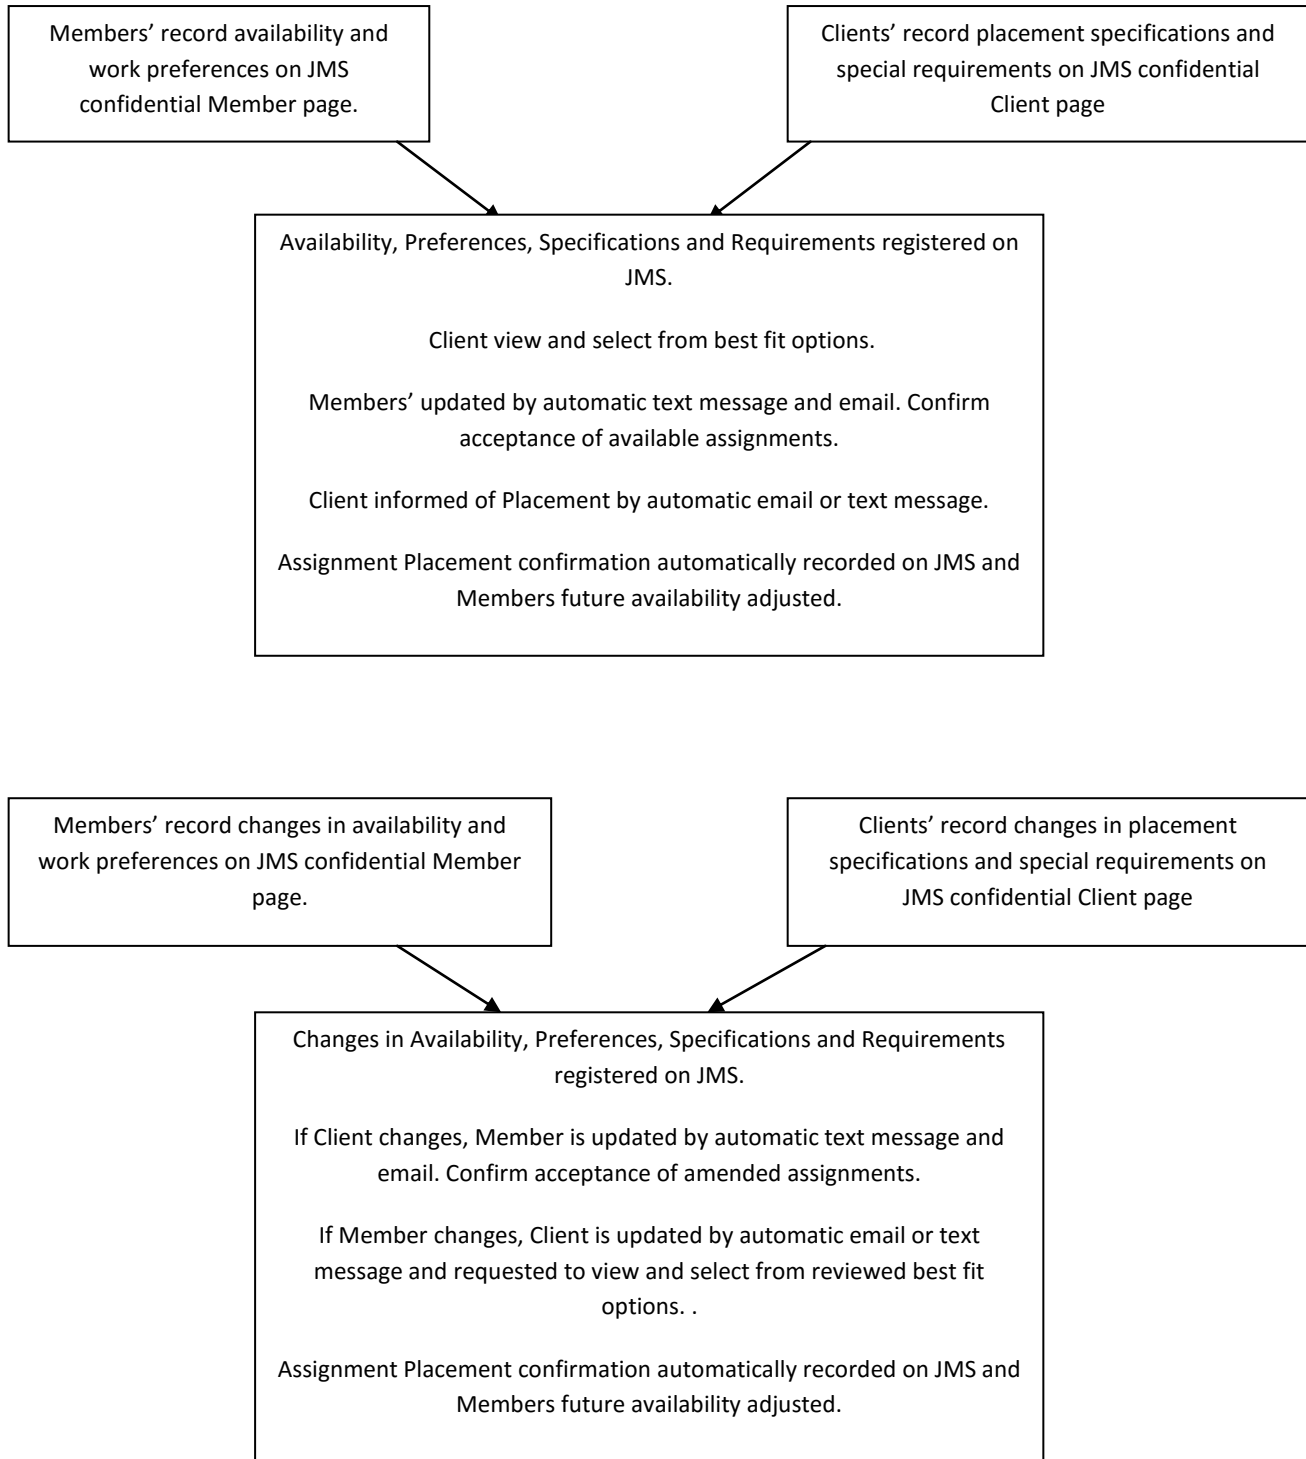 Members’ record availability and
work preferences on JMS
confidential Member page.
Clients’ record placement specifications and
special requirements on JMS confidential
Client page
Availability, Preferences, Specifications and Requirements registered on
JMS.
Client view and select from best fit options.
Members’ updated by automatic text message and email. Confirm
acceptance of available assignments.
Client informed of Placement by automatic email or text message.
Assignment Placement confirmation automatically recorded on JMS and
Members future availability adjusted.
Members’ record changes in availability and
work preferences on JMS confidential Member
page.
Clients’ record changes in placement
specifications and special requirements on
JMS confidential Client page
Changes in Availability, Preferences, Specifications and Requirements
registered on JMS.
If Client changes, Member is updated by automatic text message and
email. Confirm acceptance of amended assignments.
If Member changes, Client is updated by automatic email or text
message and requested to view and select from reviewed best fit
options. .
Assignment Placement confirmation automatically recorded on JMS and
Members future availability adjusted.